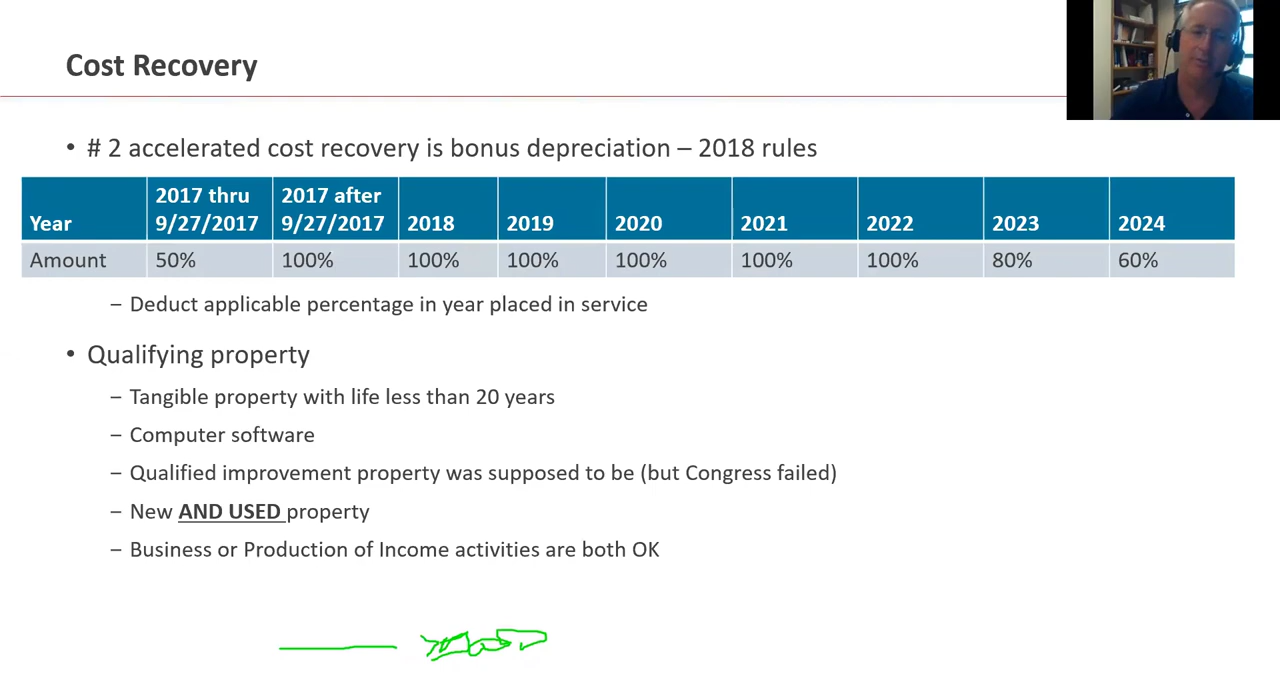 Cost Recovery
• # 2 accelerated cost recovery is bonus depreciation – 2018 rules
Year 2017 thru 9/27/2017 2017 after 9/27/2017 2018 2019 2020 2021 2022 2023 2024
Amount 50% 100% 100% 100% 100% 100% 100% 80% 60%
– Deduct applicable percentage in year placed in service
• Qualifying property
– Tangible property with life less than 20 years
– Computer software
– Qualified improvement property was supposed to be (but Congress failed)
– New AND USED property
– Business or Production of Income activities are both OK